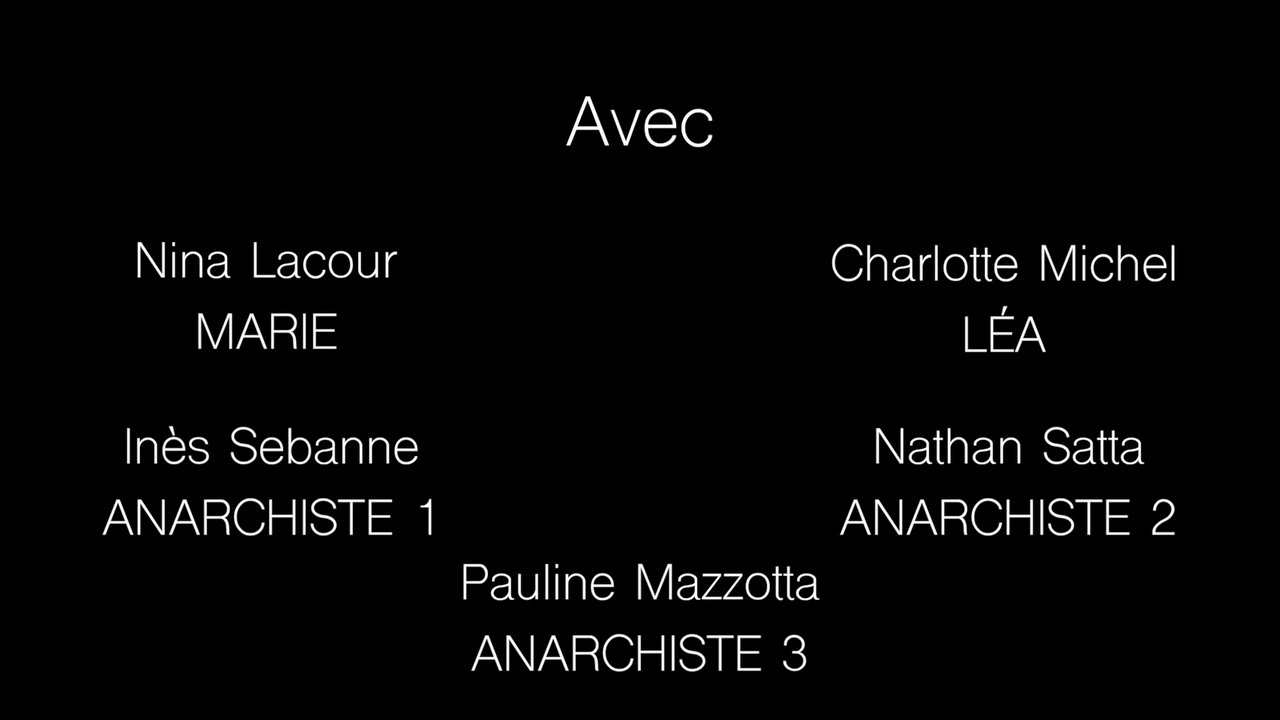 Avec
Nina Lacour
MARIE
Charlotte Michel
LÉA
Inès Sebanne
ANARCHISTE 1
Nathan Satta
ANARCHISTE 2
Pauline Mazzotta
ANARCHISTE 3